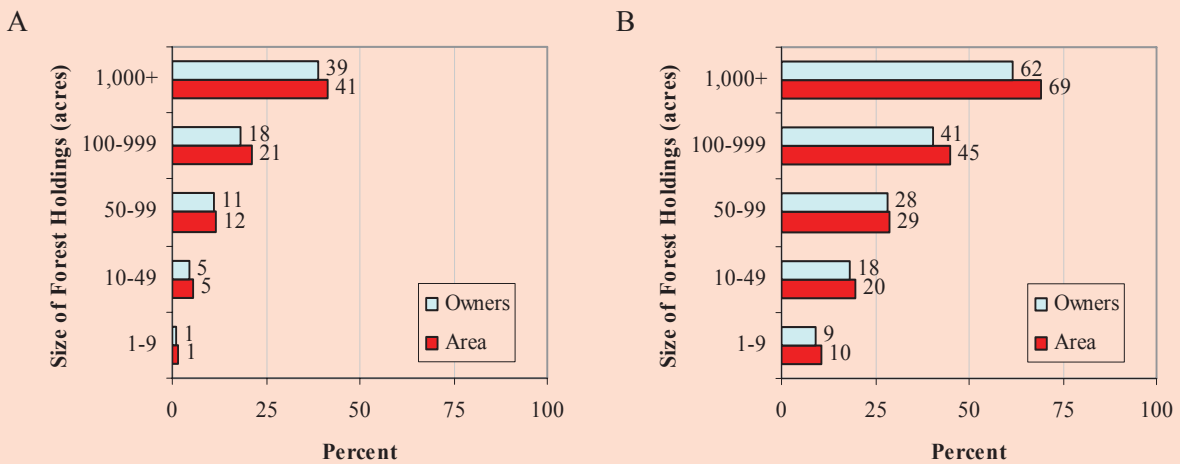 A
Size of Forest Holdings (acres)
1,000+
39
41
100-999
18
21
50-99
11
12
10-49
5
5
1-9
1
1
Owners
Area
0 25 50 75 100
Percent
B
Size of Forest Holdings (acres)
1,000+
62
69
100-999
41
45
50-99
28
29
10-49
18
20
1-9
9
10
Owners
Area
0 25 50 75 100
Percent